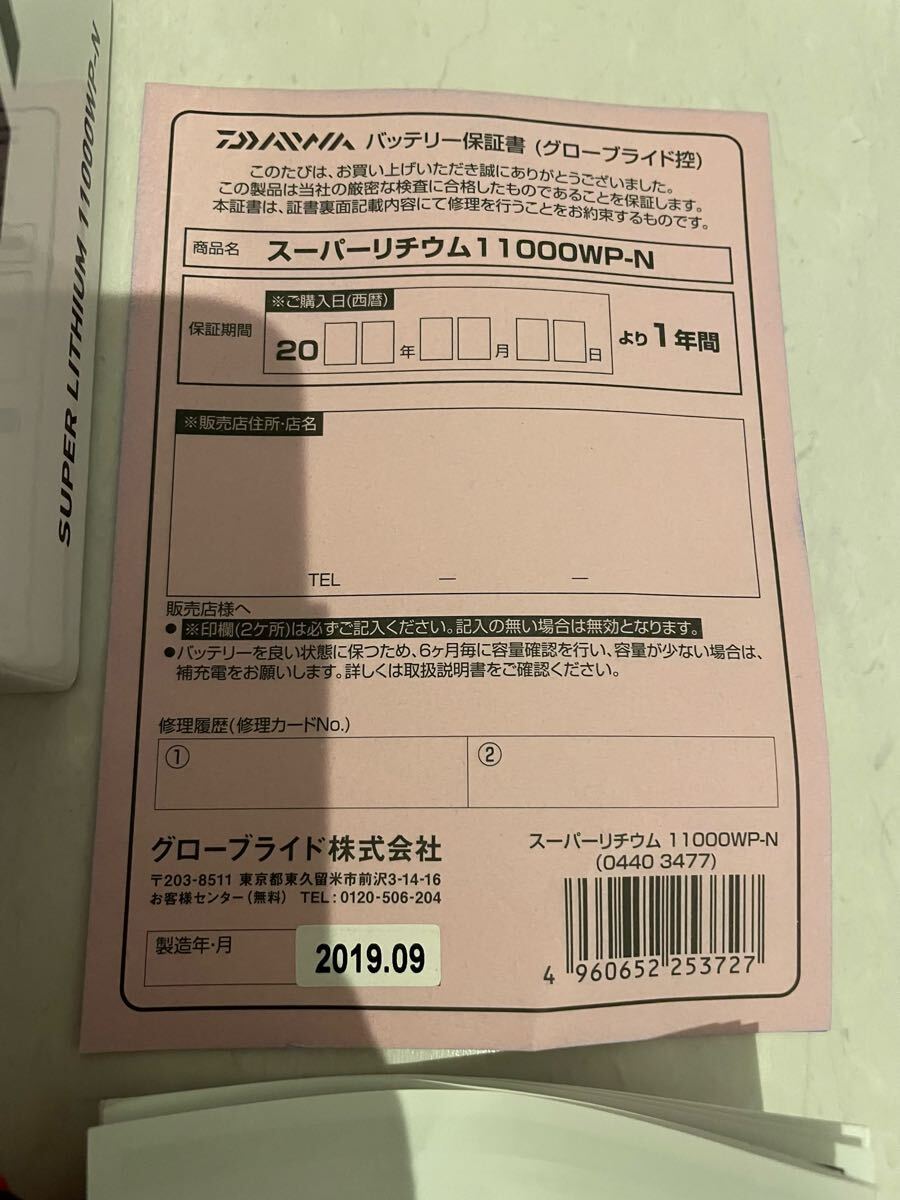 SUPER LITHIUM 11000WP-N
DAIWA バッテリー保証書 (グローブライド控)
このたびは、お買い上げいただき誠にありがとうございました。
この製品は当社の厳密な検査に合格したものであることを保証します。
本証書は、証書裏面記載内容にて修理を行うことをお約束するものです。
商品名 スーパーリチウム11000WP-N
※ご購入日(西暦)
保証期間 20 年 月 日 より1年間
※販売店住所・店名
TEL ー ー
販売店様へ
●※印欄(2ケ所)は必ずご記入ください。記入の無い場合は無効となります。
●バッテリーを良い状態に保つため、6ヶ月毎に容量確認を行い、容量が少ない場合は、
補充電をお願いします。詳しくは取扱説明書をご確認ください。
修理履歴(修理カードNo.)
① ②
グローブライド株式会社
〒203-8511 東京都東久留米市前沢3-14-16
お客様センター(無料) TEL:0120-506-204
製造年・月 2019.09
スーパーリチウム 11000WP-N
(0440 3477)
4 960652 253727